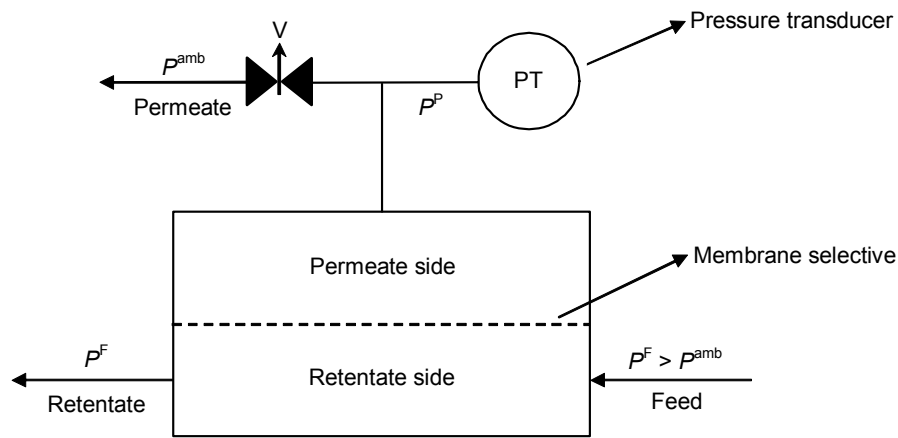 Pressure transducer
V
P^amb
PT
Permeate
P^P
Permeate side
Membrane selective
P^F
P^F > P^amb
Retentate side
Retentate
Feed